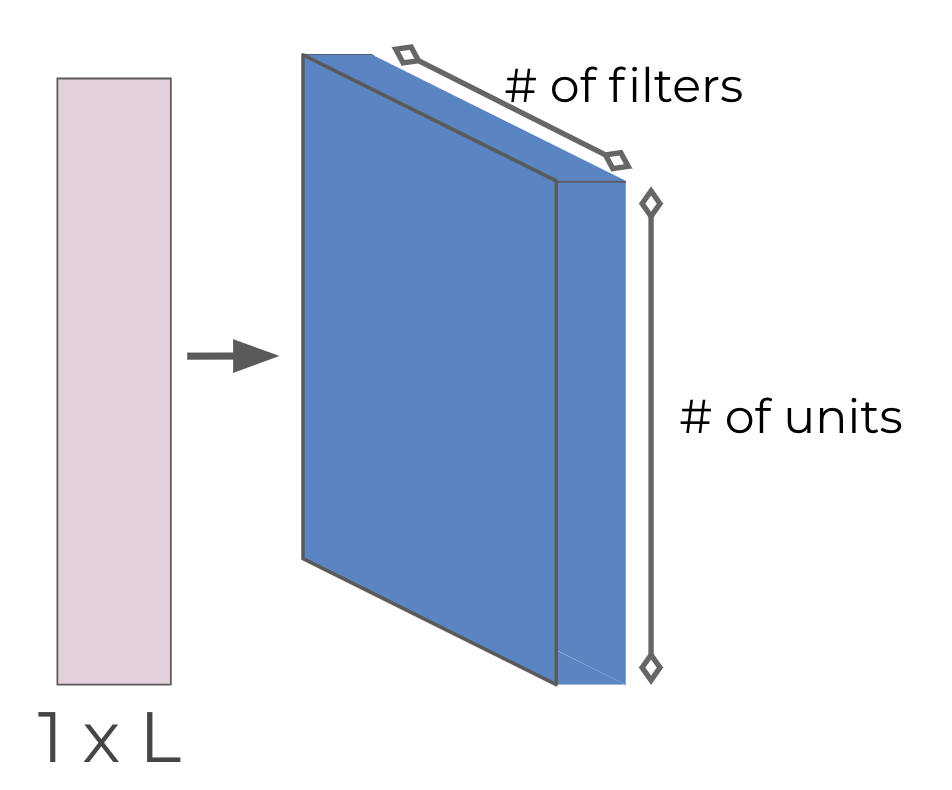 # of filters
# of units
1 x L